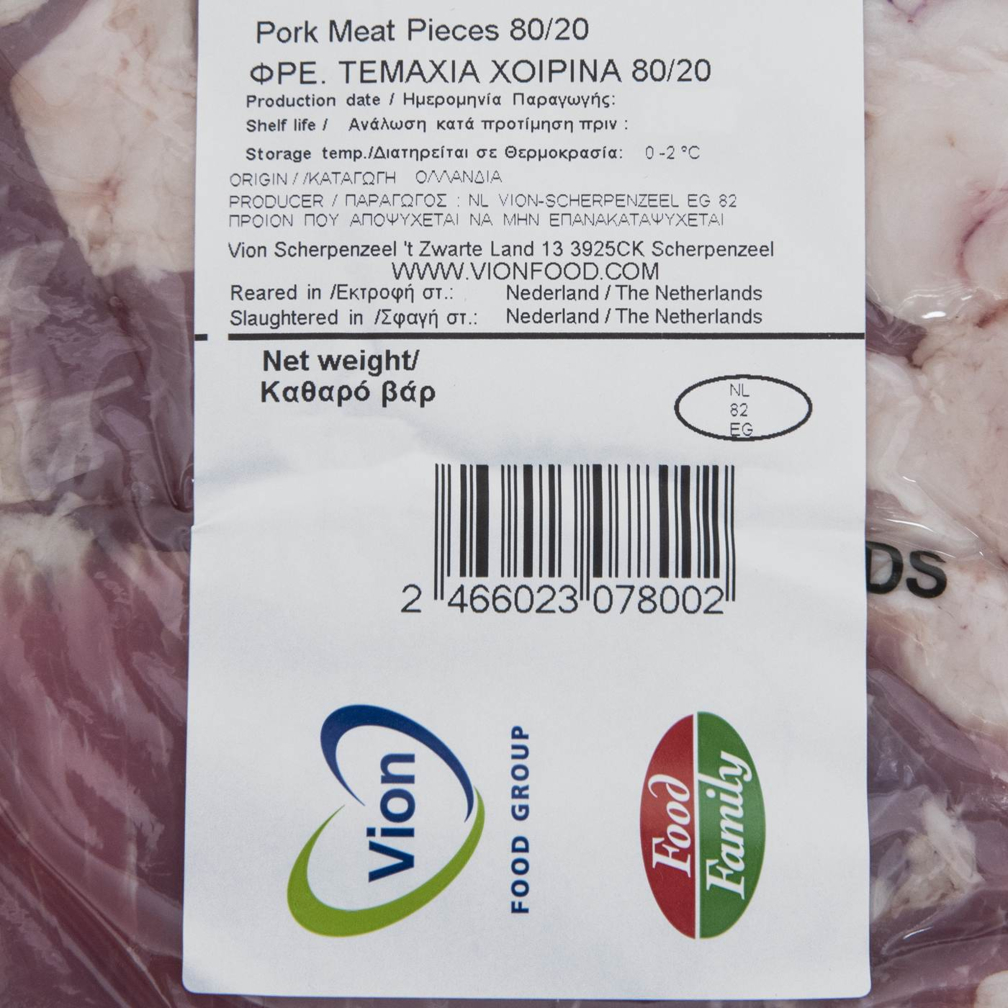 Pork Meat Pieces 80/20
ΦΡΕ. ΤΕΜΑΧΙΑ ΧΟΙΡΙΝΑ 80/20
Production date / Ημερομηνία Παραγωγής:
Shelf life / Ανάλωση κατά προτίμηση πριν :
Storage temp./Διατηρείται σε Θερμοκρασία: 0-2 °C
ORIGIN / /ΚΑΤΑΓΩΓΗ ΟΛΛΑΝΔΙΑ
PRODUCER / ΠΑΡΑΓΩΓΟΣ : NL VION-SCHERPENZEEL EG 82
ΠΡΟΙΟΝ ΠΟΥ ΑΠΟΨΥΧΕΤΑΙ ΝΑ ΜΗΝ ΕΠΑΝΑΚΑΤΑΨΥΧΕΤΑΙ
Vion Scherpenzeel 't Zwarte Land 13 3925CK Scherpenzeel
WWW.VIONFOOD.COM
Reared in /Εκτροφή στ.: Nederland / The Netherlands
Slaughtered in /Σφαγή στ.: Nederland / The Netherlands
Net weight/
Καθαρό βάρ
NL
82
EG
2 466023 078002
DS
Vion
FOOD GROUP
Food
Family